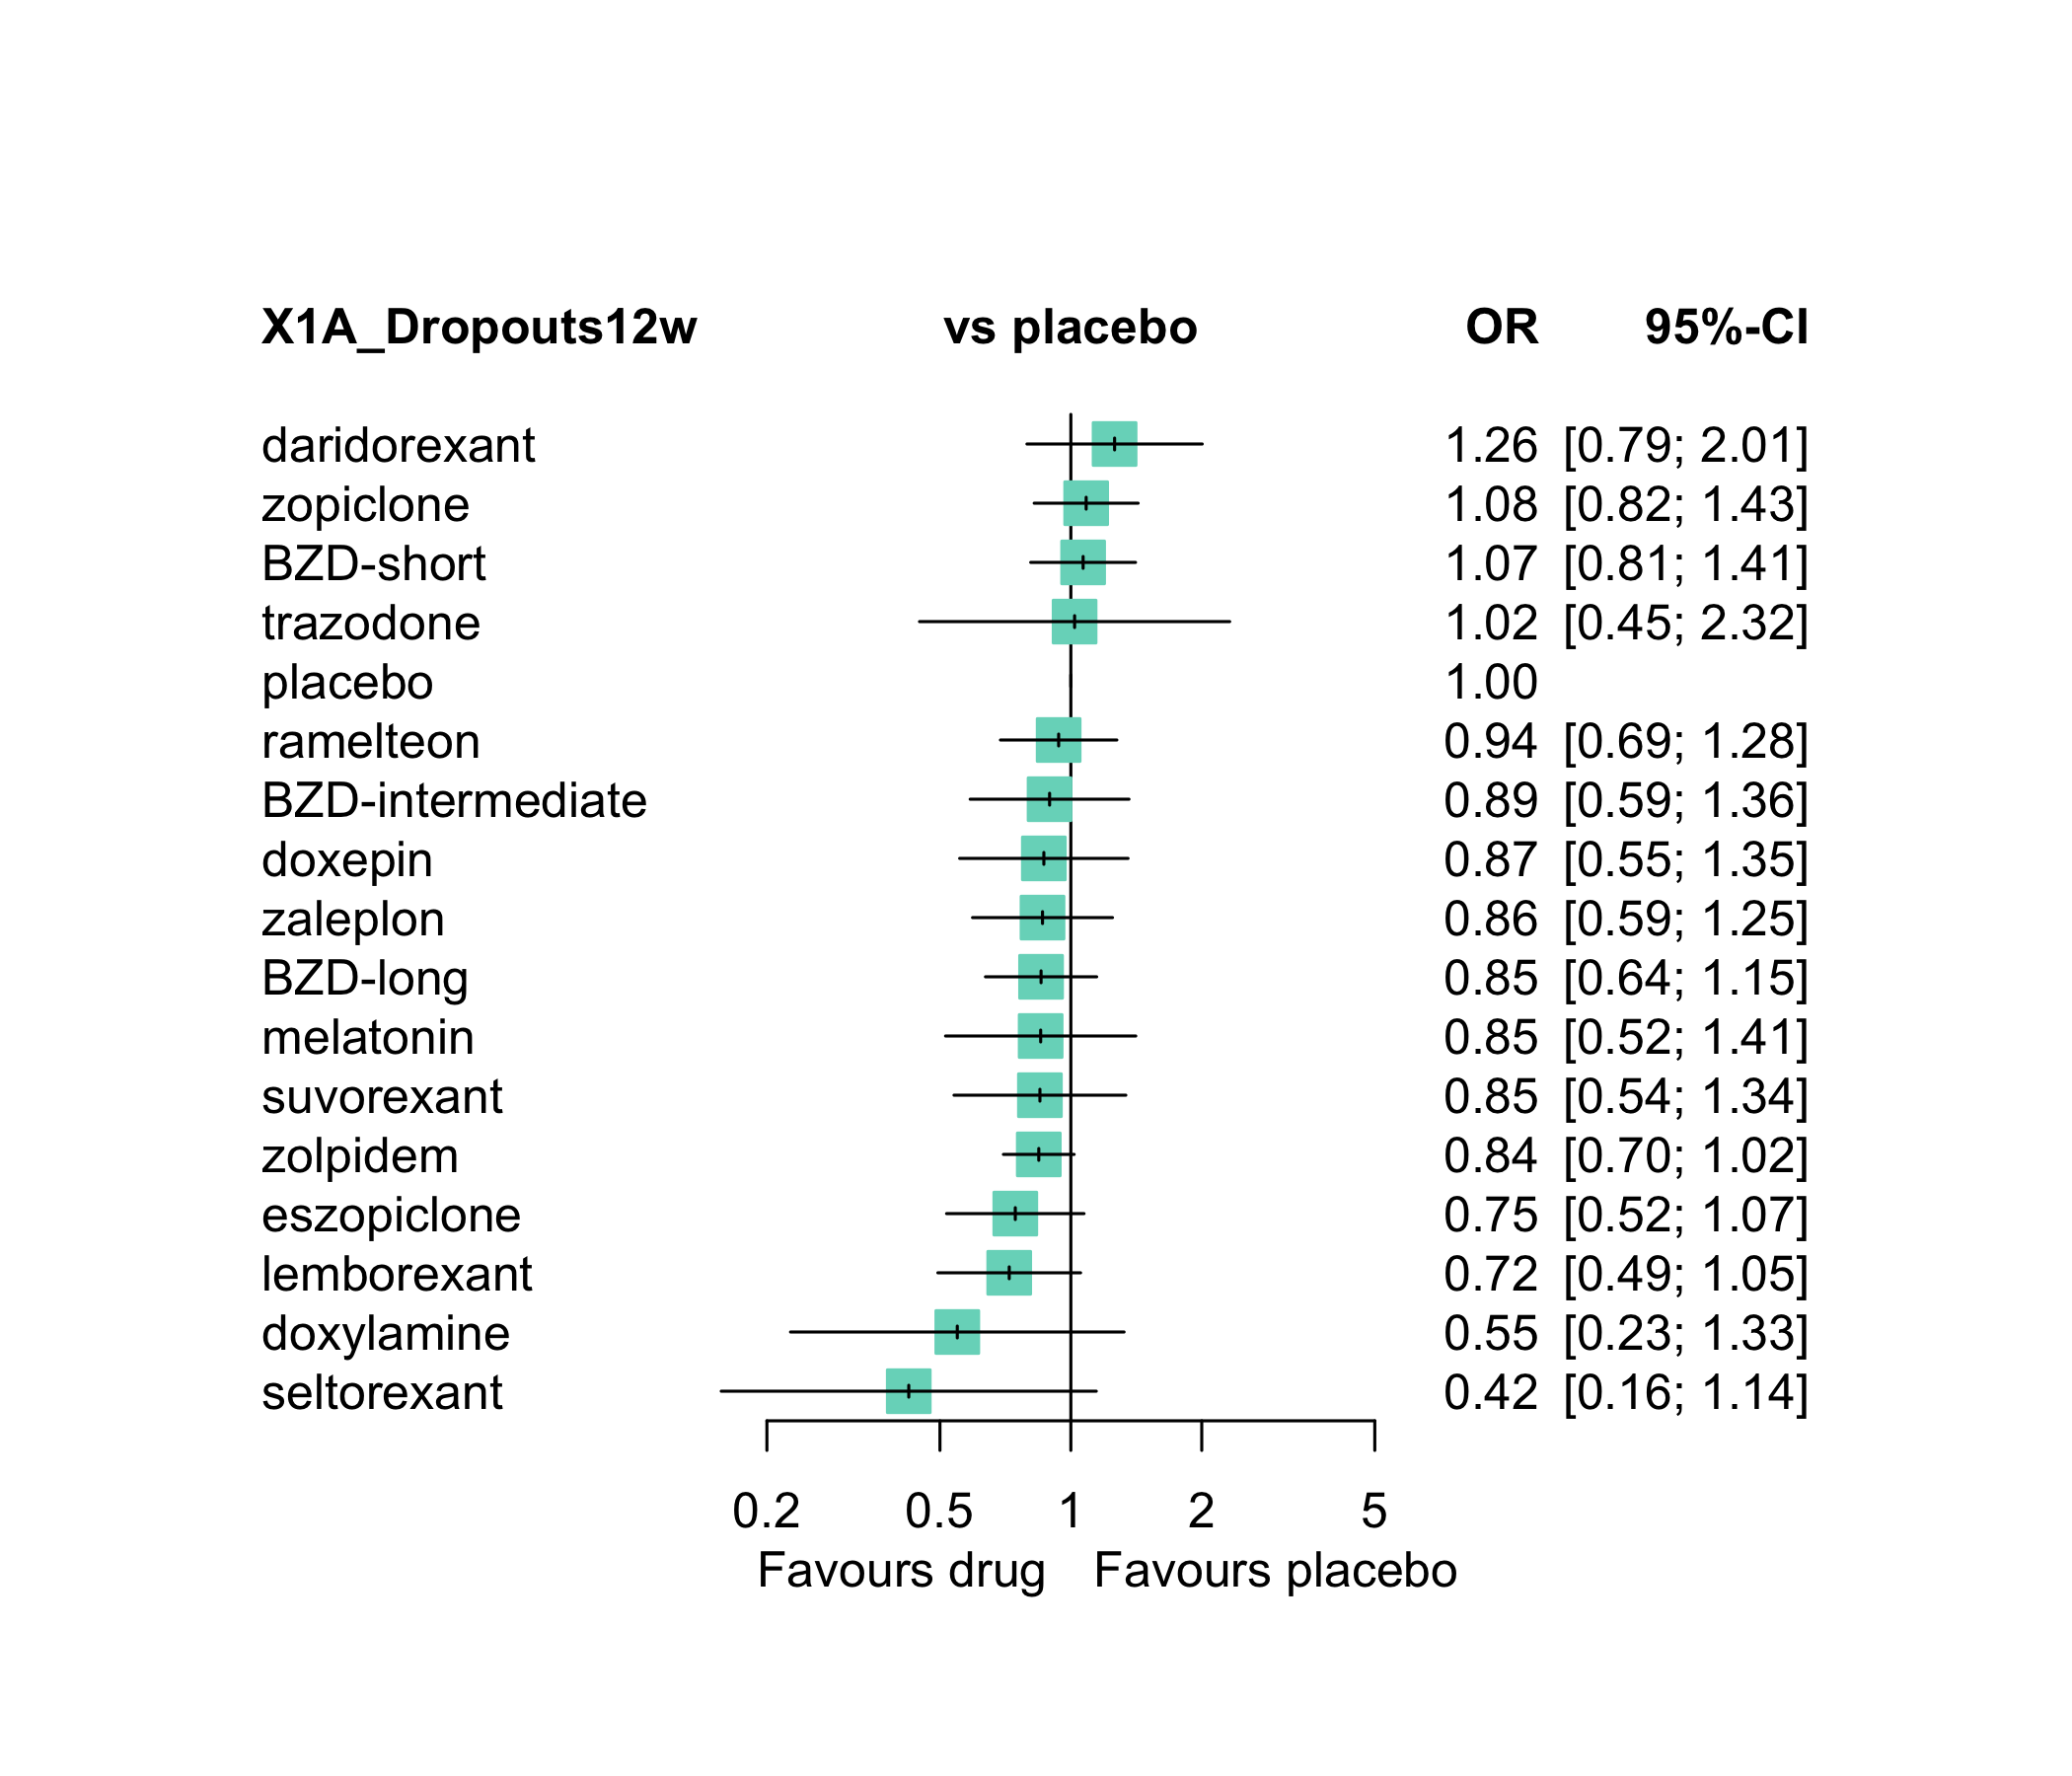 X1A_Dropouts12w vs placebo OR 95%-CI
daridorexant 1.26 [0.79; 2.01]
zopiclone 1.08 [0.82; 1.43]
BZD-short 1.07 [0.81; 1.41]
trazodone 1.02 [0.45; 2.32]
placebo 1.00
ramelteon 0.94 [0.69; 1.28]
BZD-intermediate 0.89 [0.59; 1.36]
doxepin 0.87 [0.55; 1.35]
zaleplon 0.86 [0.59; 1.25]
BZD-long 0.85 [0.64; 1.15]
melatonin 0.85 [0.52; 1.41]
suvorexant 0.85 [0.54; 1.34]
zolpidem 0.84 [0.70; 1.02]
eszopiclone 0.75 [0.52; 1.07]
lemborexant 0.72 [0.49; 1.05]
doxylamine 0.55 [0.23; 1.33]
seltorexant 0.42 [0.16; 1.14]
0.2 0.5 1 2 5
Favours drug Favours placebo